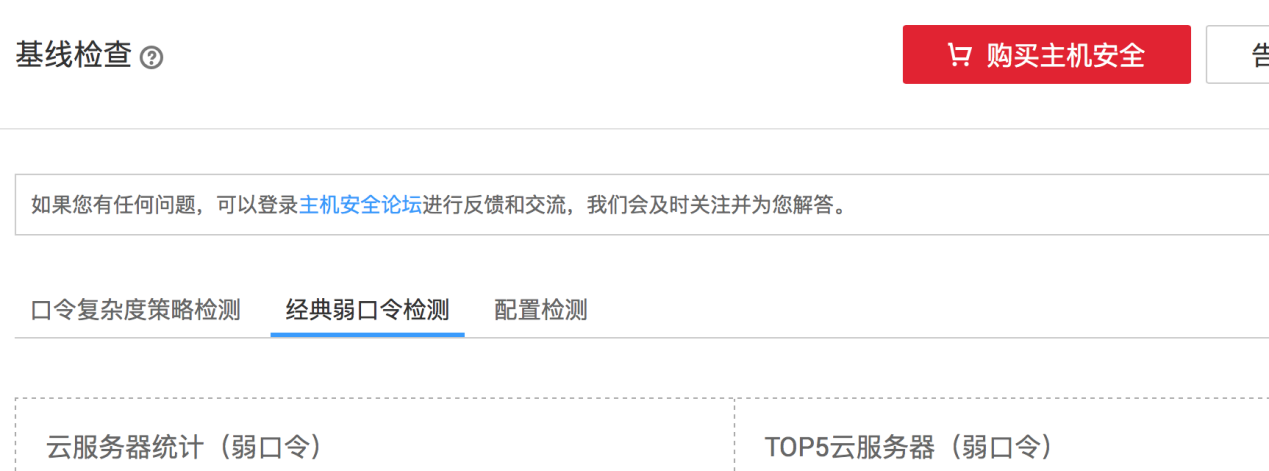 基线检查 ?
购买主机安全
告
如果您有任何问题，可以登录主机安全论坛进行反馈和交流，我们会及时关注并为您解答。
口令复杂度策略检测 经典弱口令检测 配置检测
云服务器统计（弱口令）
TOP5云服务器（弱口令）